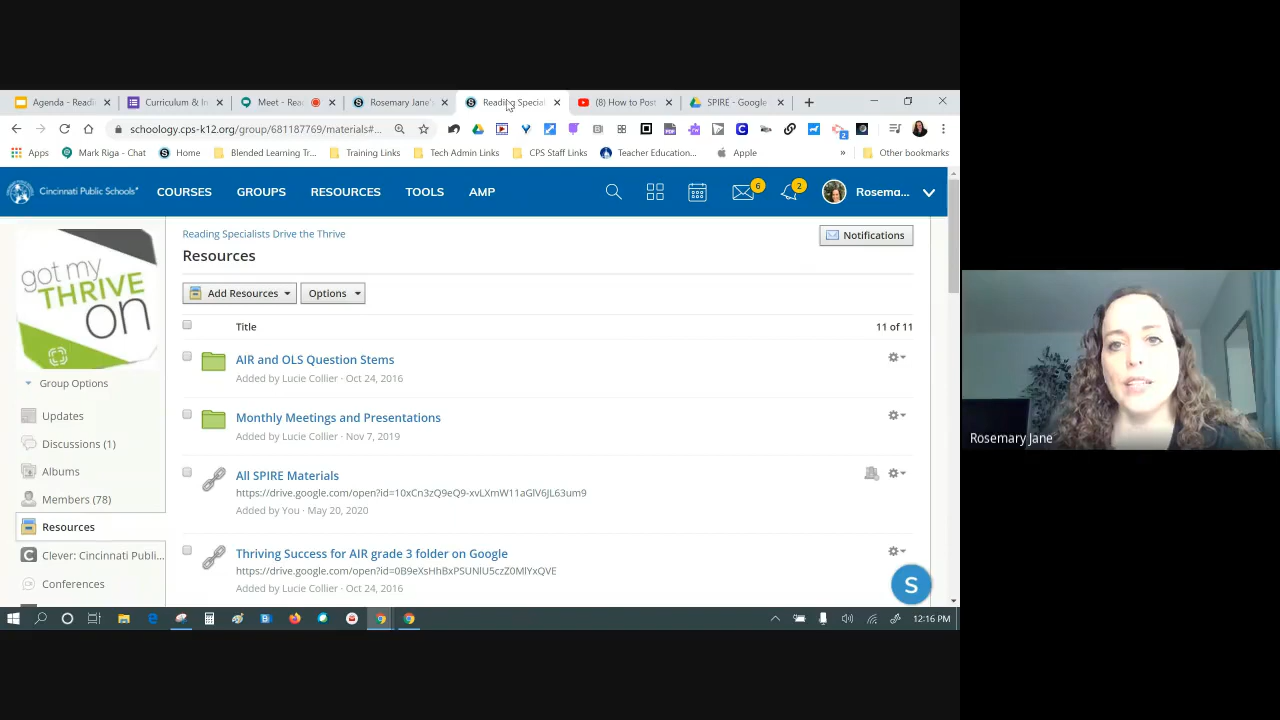 Agenda - Readi
Curriculum & In
Meet - Rea
Rosemary Jane'
Reading Special
(8) How to Post
SPIRE - Google
schoology.cps-k12.org/group/681187769/materials#...
Apps
Mark Riga - Chat
Home
Blended Learning Tr...
Training Links
Tech Admin Links
CPS Staff Links
Teacher Education...
Apple
»
Other bookmarks
Cincinnati Public Schools
COURSES
GROUPS
RESOURCES
TOOLS
AMP
6
2
Rosema...
got my
THRIVE
on
Reading Specialists Drive the Thrive
Notifications
Resources
Add Resources
Options
Title
11 of 11
AIR and OLS Question Stems
Added by Lucie Collier · Oct 24, 2016
Group Options
Updates
Discussions (1)
Albums
Members (78)
Resources
Clever: Cincinnati Publi...
Conferences
Monthly Meetings and Presentations
Added by Lucie Collier · Nov 7, 2019
All SPIRE Materials
https://drive.google.com/open?id=10xCn3zQ9eQ9-xvLXmW11aGlV6JL63um9
Added by You · May 20, 2020
Thriving Success for AIR grade 3 folder on Google
https://drive.google.com/open?id=0B9eXsHhBxPSUNlU5czZ0MlYxQVE
Added by Lucie Collier · Oct 24, 2016
S
12:16 PM
Rosemary Jane